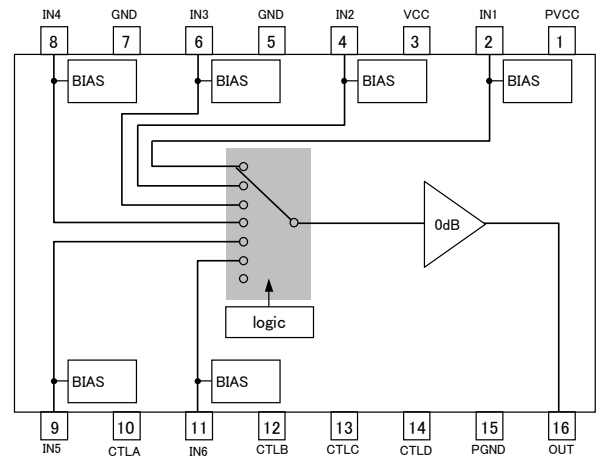 IN4 GND IN3 GND IN2 VCC IN1 PVCC
8 7 6 5 4 3 2 1
BIAS BIAS BIAS BIAS
0dB
logic
BIAS BIAS
9 10 11 12 13 14 15 16
IN5 CTLA IN6 CTLB CTLC CTLD PGND OUT